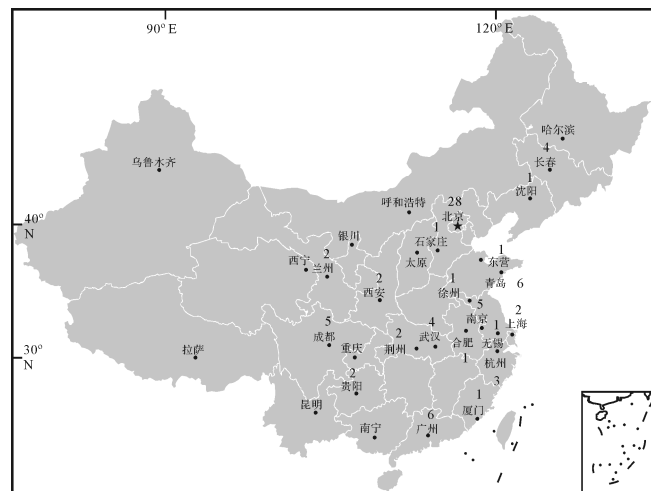 90° E
120° E
哈尔滨
4
长春
乌鲁木齐
1
沈阳
呼和浩特
28
北京
40°
N
银川
1
石家庄
太原
1
东营
西宁
2
兰州
青岛
6
2
西安
1
徐州
5
南京
2
上海
5
成都
2
荆州
4
武汉
合肥
1
无锡
重庆
1
杭州
30°
N
拉萨
2
贵阳
3
1
厦门
昆明
南宁
6
广州